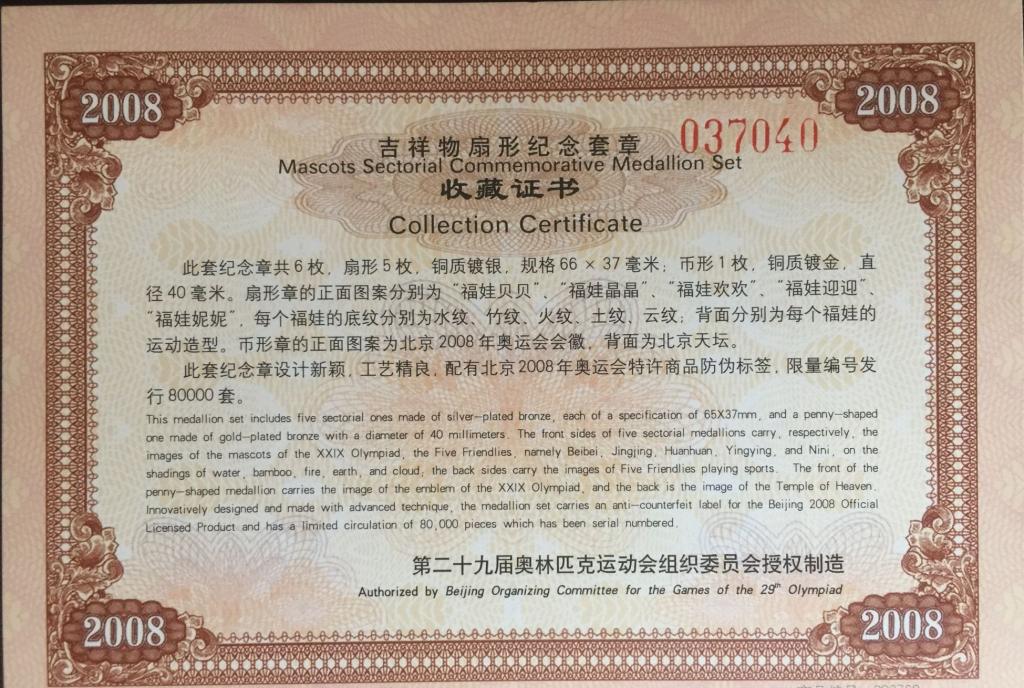 2008
2008
037040
吉祥物扇形纪念套章
Mascots Sectorial Commemorative Medallion Set
收藏证书
Collection Certificate
此套纪念章共6枚，扇形5枚，铜质镀银，规格66 × 37毫米；币形1枚，铜质镀金，直
径40毫米。扇形章的正面图案分别为“福娃贝贝”、“福娃晶晶”、“福娃欢欢”、“福娃迎迎”、
“福娃妮妮”，每个福娃的底纹分别为水纹、竹纹、火纹、土纹、云纹；背面分别为每个福娃的
运动造型。币形章的正面图案为北京2008年奥运会会徽，背面为北京天坛。
此套纪念章设计新颖，工艺精良，配有北京2008年奥运会特许商品防伪标签，限量编号发
行80000套。
This medallion set includes five sectorial ones made of silver-plated bronze, each of a specification of 65X37mm, and a penny-shaped
one made of gold-plated bronze with a diameter of 40 millimeters. The front sides of five sectorial medallions carry, respectively, the
images of the mascots of the XXIX Olympiad, the Five Friendlies, namely Beibei, Jingjing, Huanhuan, Yingying, and Nini, on the
shadings of water, bamboo, fire, earth, and cloud; the back sides carry the images of Five Friendlies playing sports. The front of the
penny-shaped medallion carries the image of the emblem of the XXIX Olympiad, and the back is the image of the Temple of Heaven.
Innovatively designed and made with advanced technique, the medallion set carries an anti-counterfeit label for the Beijing 2008 Official
Licensed Product and has a limited circulation of 80,000 pieces which has been serial numbered.
第二十九届奥林匹克运动会组织委员会授权制造
Authorized by Beijing Organizing Committee for the Games of the 29th Olympiad
2008
2008